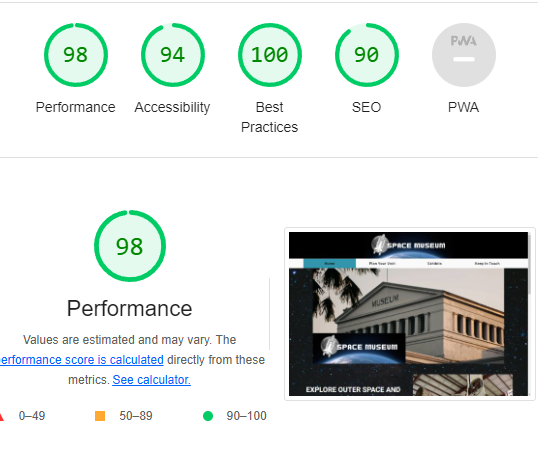 98
94
100
90
PWA
Performance
Accessibility
Best
Practices
SEO
PWA
98
Performance
Values are estimated and may vary. The
erformance score is calculated directly from these
metrics. See calculator.
0–49
50–89
90–100
SPACE MUSEUM
Home
Plan Your Visit
Exhibits
Keep In Touch
MUSEUM
SPACE MUSEUM
EXPLORE OUTER SPACE AND